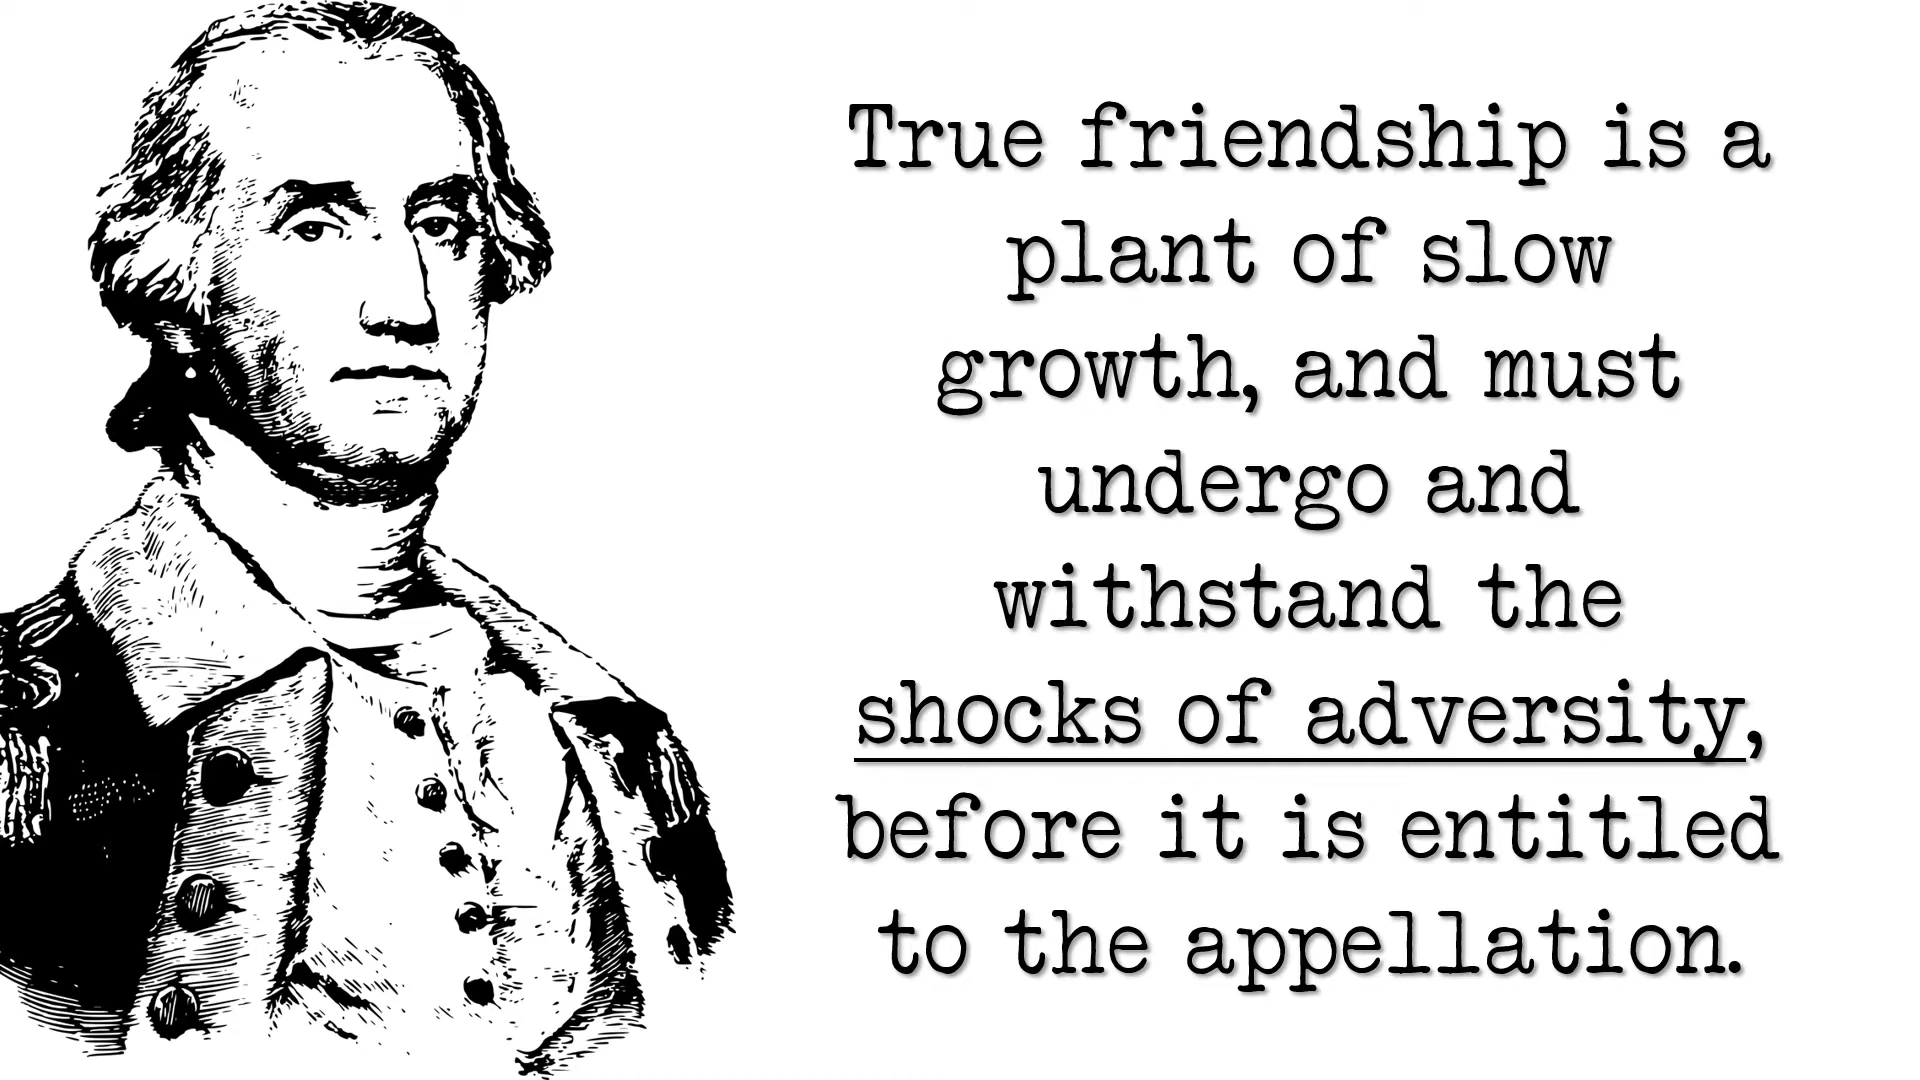 True friendship is a
plant of slow
growth, and must
undergo and
withstand the
shocks of adversity,
before it is entitled
to the appellation.